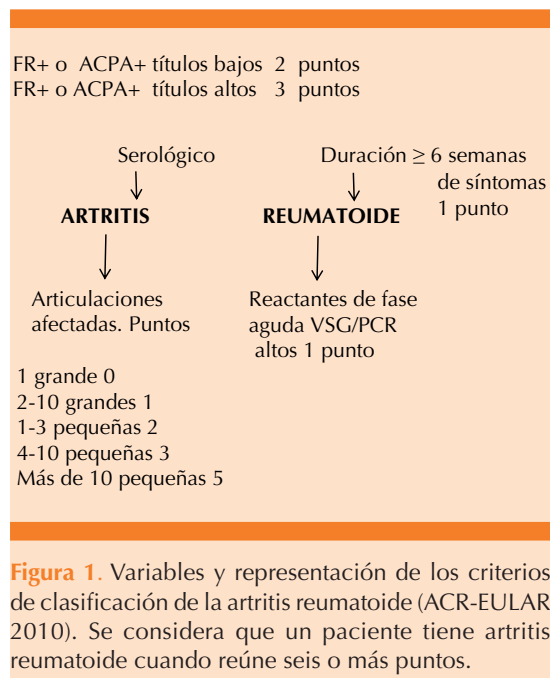 FR+ o ACPA+ títulos bajos 2 puntos
FR+ o ACPA+ títulos altos 3 puntos
Serológico
Duración ≥ 6 semanas
de síntomas
1 punto
ARTRITIS
REUMATOIDE
Articulaciones
afectadas. Puntos
Reactantes de fase
aguda VSG/PCR
altos 1 punto
1 grande 0
2-10 grandes 1
1-3 pequeñas 2
4-10 pequeñas 3
Más de 10 pequeñas 5
Figura 1. Variables y representación de los criterios
de clasificación de la artritis reumatoide (ACR-EULAR
2010). Se considera que un paciente tiene artritis
reumatoide cuando reúne seis o más puntos.